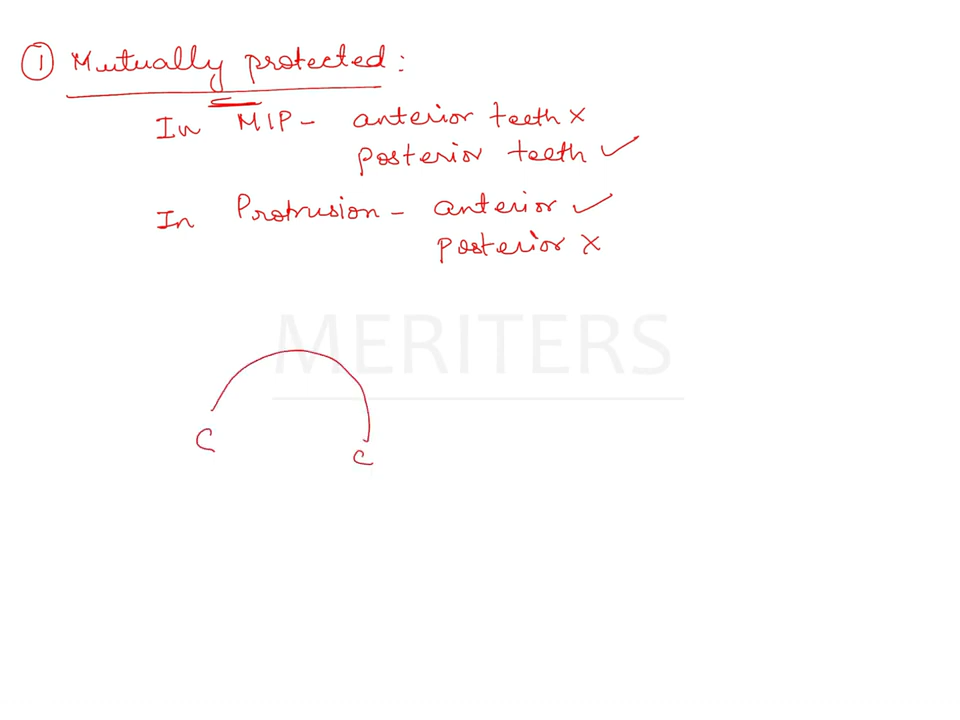 ① Mutually protected :
In MIP - anterior teeth x
posterior teeth ✓
In Protrusion - anterior ✓
posterior x
MERITERS
C C